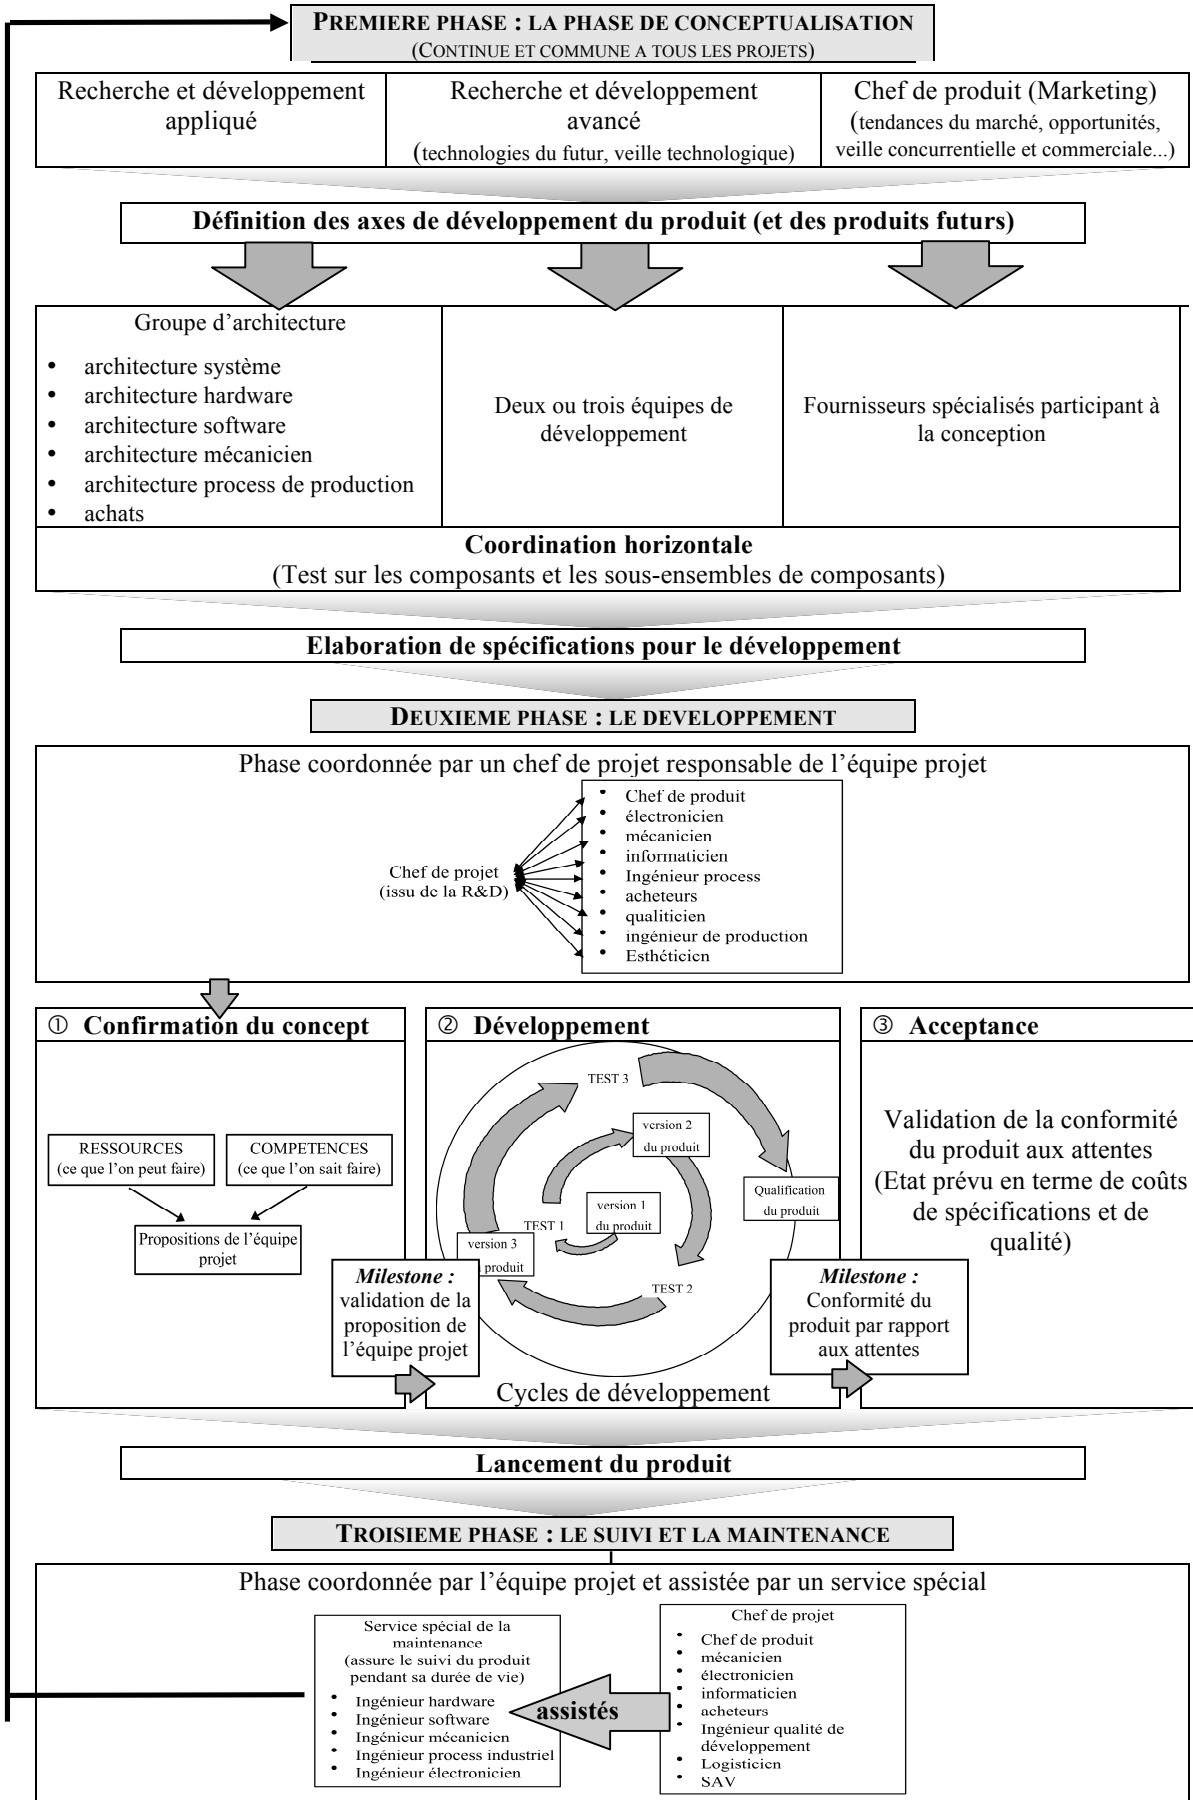 PREMIERE PHASE : LA PHASE DE CONCEPTUALISATION
(CONTINUE ET COMMUNE A TOUS LES PROJETS)
Recherche et développement
appliqué
Recherche et développement
avancé
(technologies du futur, veille technologique)
Chef de produit (Marketing)
(tendances du marché, opportunités,
veille concurrentielle et commerciale...)
Définition des axes de développement du produit (et des produits futurs)
Groupe d’architecture
• architecture système
• architecture hardware
• architecture software
• architecture mécanicien
• architecture process de production
• achats
Deux ou trois équipes de
développement
Fournisseurs spécialisés participant à
la conception
Coordination horizontale
(Test sur les composants et les sous-ensembles de composants)
Elaboration de spécifications pour le développement
DEUXIEME PHASE : LE DEVELOPPEMENT
Phase coordonnée par un chef de projet responsable de l’équipe projet
Chef de projet
(issu de la R&D)
• Chef de produit
• électronicien
• mécanicien
• informaticien
• Ingénieur process
• acheteurs
• qualiticien
• ingénieur de production
• Esthéticien
① Confirmation du concept
RESSOURCES
(ce que l’on peut faire)
COMPETENCES
(ce que l’on sait faire)
Propositions de l’équipe
projet
Milestone :
validation de la
proposition de
l’équipe projet
② Développement
TEST 3
version 2
du produit
version 1
du produit
TEST 1
Qualification
du produit
version 3
produit
TEST 2
Cycles de développement
Milestone :
Conformité du
produit par rapport
aux attentes
③ Acceptance
Validation de la conformité
du produit aux attentes
(Etat prévu en terme de coûts
de spécifications et de
qualité)
Lancement du produit
TROISIEME PHASE : LE SUIVI ET LA MAINTENANCE
Phase coordonnée par l’équipe projet et assistée par un service spécial
Service spécial de la
maintenance
(assure le suivi du produit
pendant sa durée de vie)
• Ingénieur hardware
• Ingénieur software
• Ingénieur mécanicien
• Ingénieur process industriel
• Ingénieur électronicien
assistés
Chef de projet
• Chef de produit
• mécanicien
• électronicien
• informaticien
• acheteurs
• Ingénieur qualité de
développement
• Logisticien
• SAV